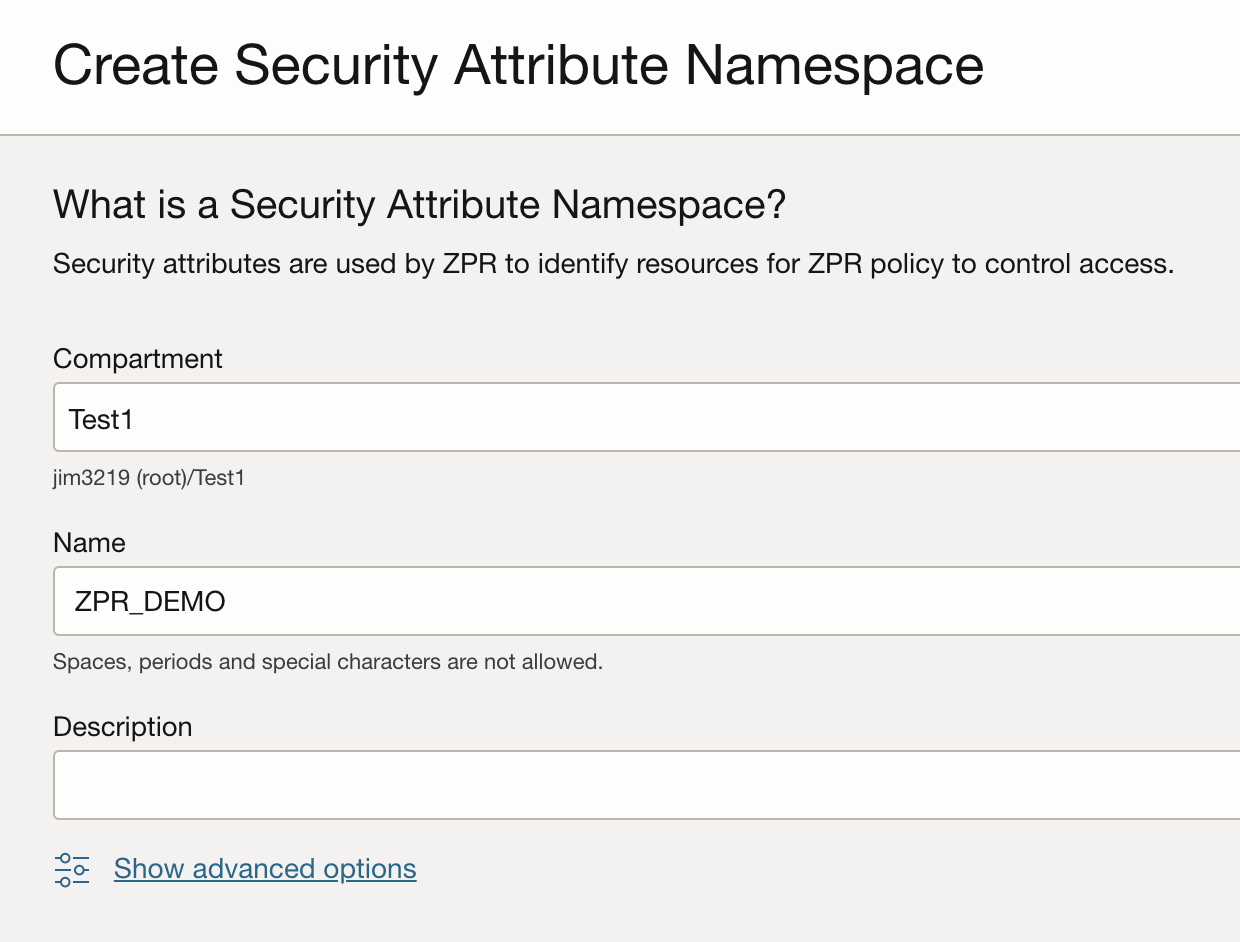 Create Security Attribute Namespace
What is a Security Attribute Namespace?
Security attributes are used by ZPR to identify resources for ZPR policy to control access.
Compartment
Test1
jim3219 (root)/Test1
Name
ZPR_DEMO
Spaces, periods and special characters are not allowed.
Description
Show advanced options